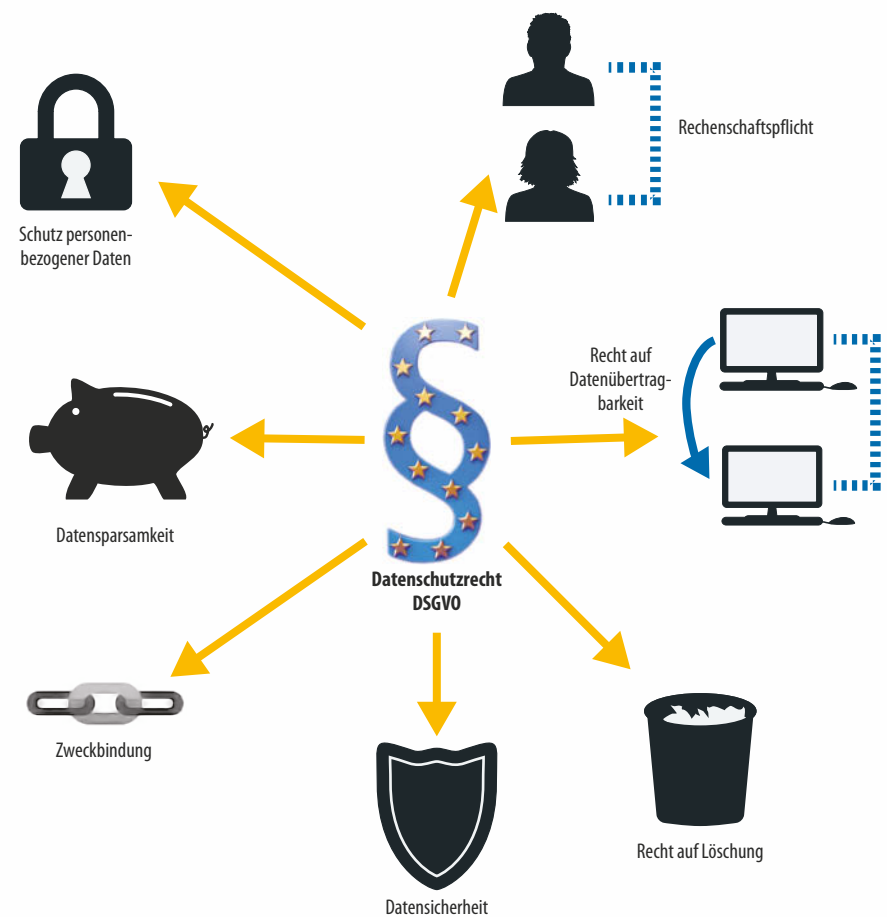 Rechenschaftspflicht
Schutz personen-
bezogener Daten
Recht auf
Datenübertrag-
barkeit
Datensparsamkeit
Datenschutzrecht
DSGVO
Zweckbindung
Recht auf Löschung
Datensicherheit